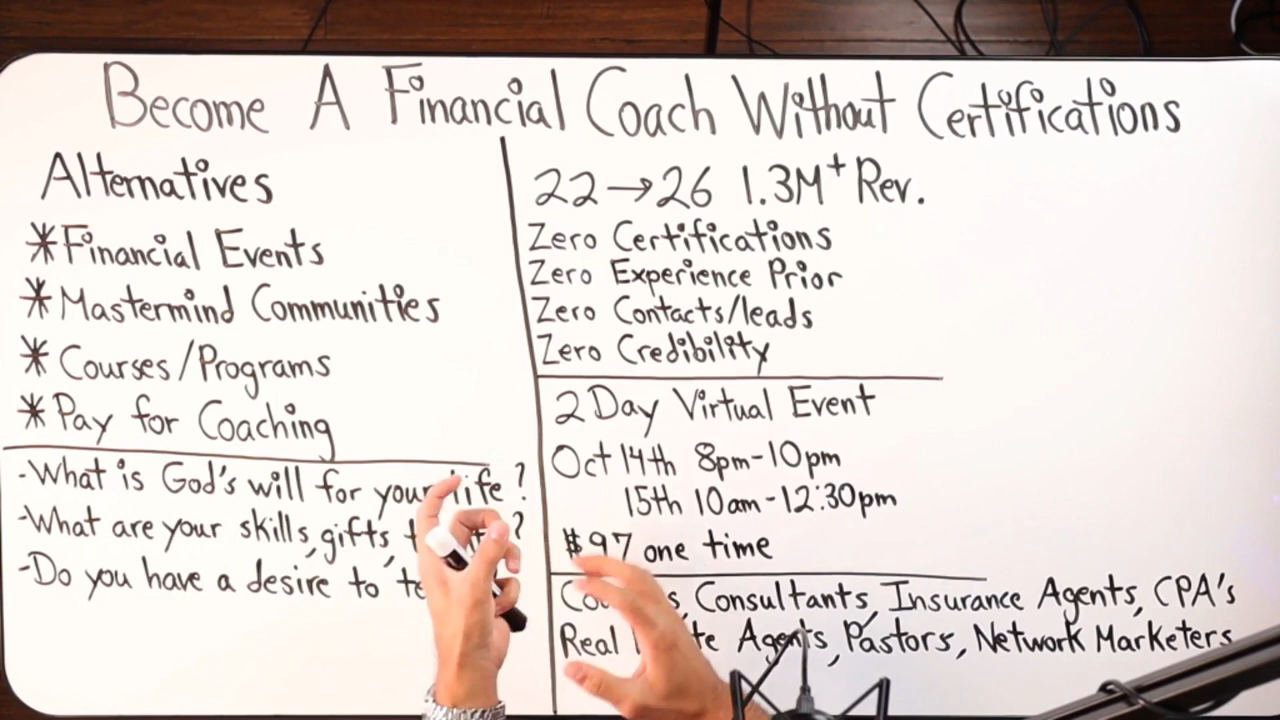 Become A Financial Coach Without Certifications
Alternatives
*Financial Events
*Mastermind Communities
*Courses/Programs
*Pay for Coaching
-What is God's will for your life?
-What are your skills, gifts, ?
-Do you have a desire to
22→26 1.3M+ Rev.
Zero Certifications
Zero Experience Prior
Zero Contacts/leads
Zero Credibility
2 Day Virtual Event
Oct 14th 8pm-10pm
15th 10am-12:30pm
$97 one time
Consultants, Insurance Agents, CPA's
Real Agents, Pastors, Network Marketers